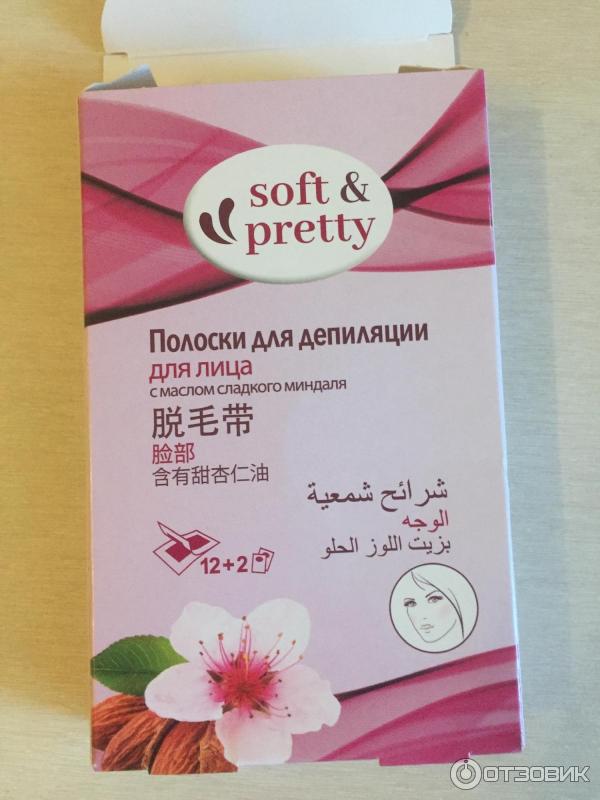 soft &
pretty
Полоски для депиляции
для лица
с маслом сладкого миндаля
脱毛带
脸部
含有甜杏仁油
شرائح شمعية
الوجه
بزيت اللوز الحلو
12+2
ОТЗОВИК